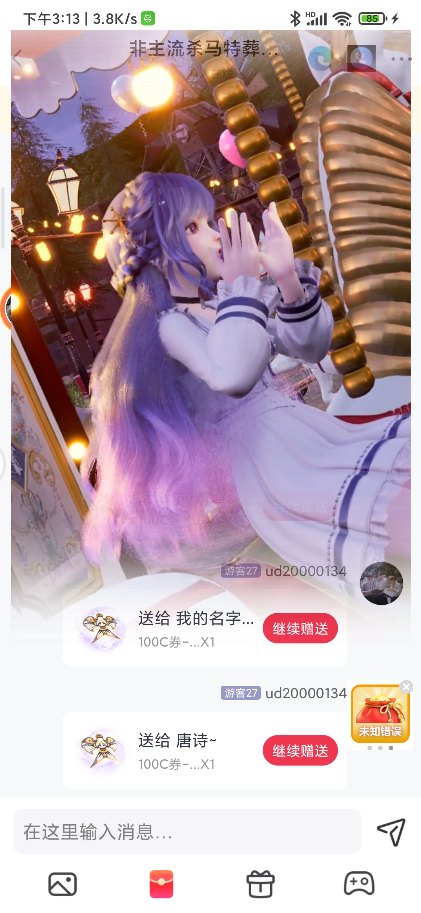 下午3:13 | 3.8K/s
HD
85
非主流杀马特葬...
游客27 ud20000134
送给 我的名字...
100C券-...X1
继续赠送
游客27 ud20000134
送给 唐诗~
100C券-...X1
继续赠送
未知错误
在这里输入消息...